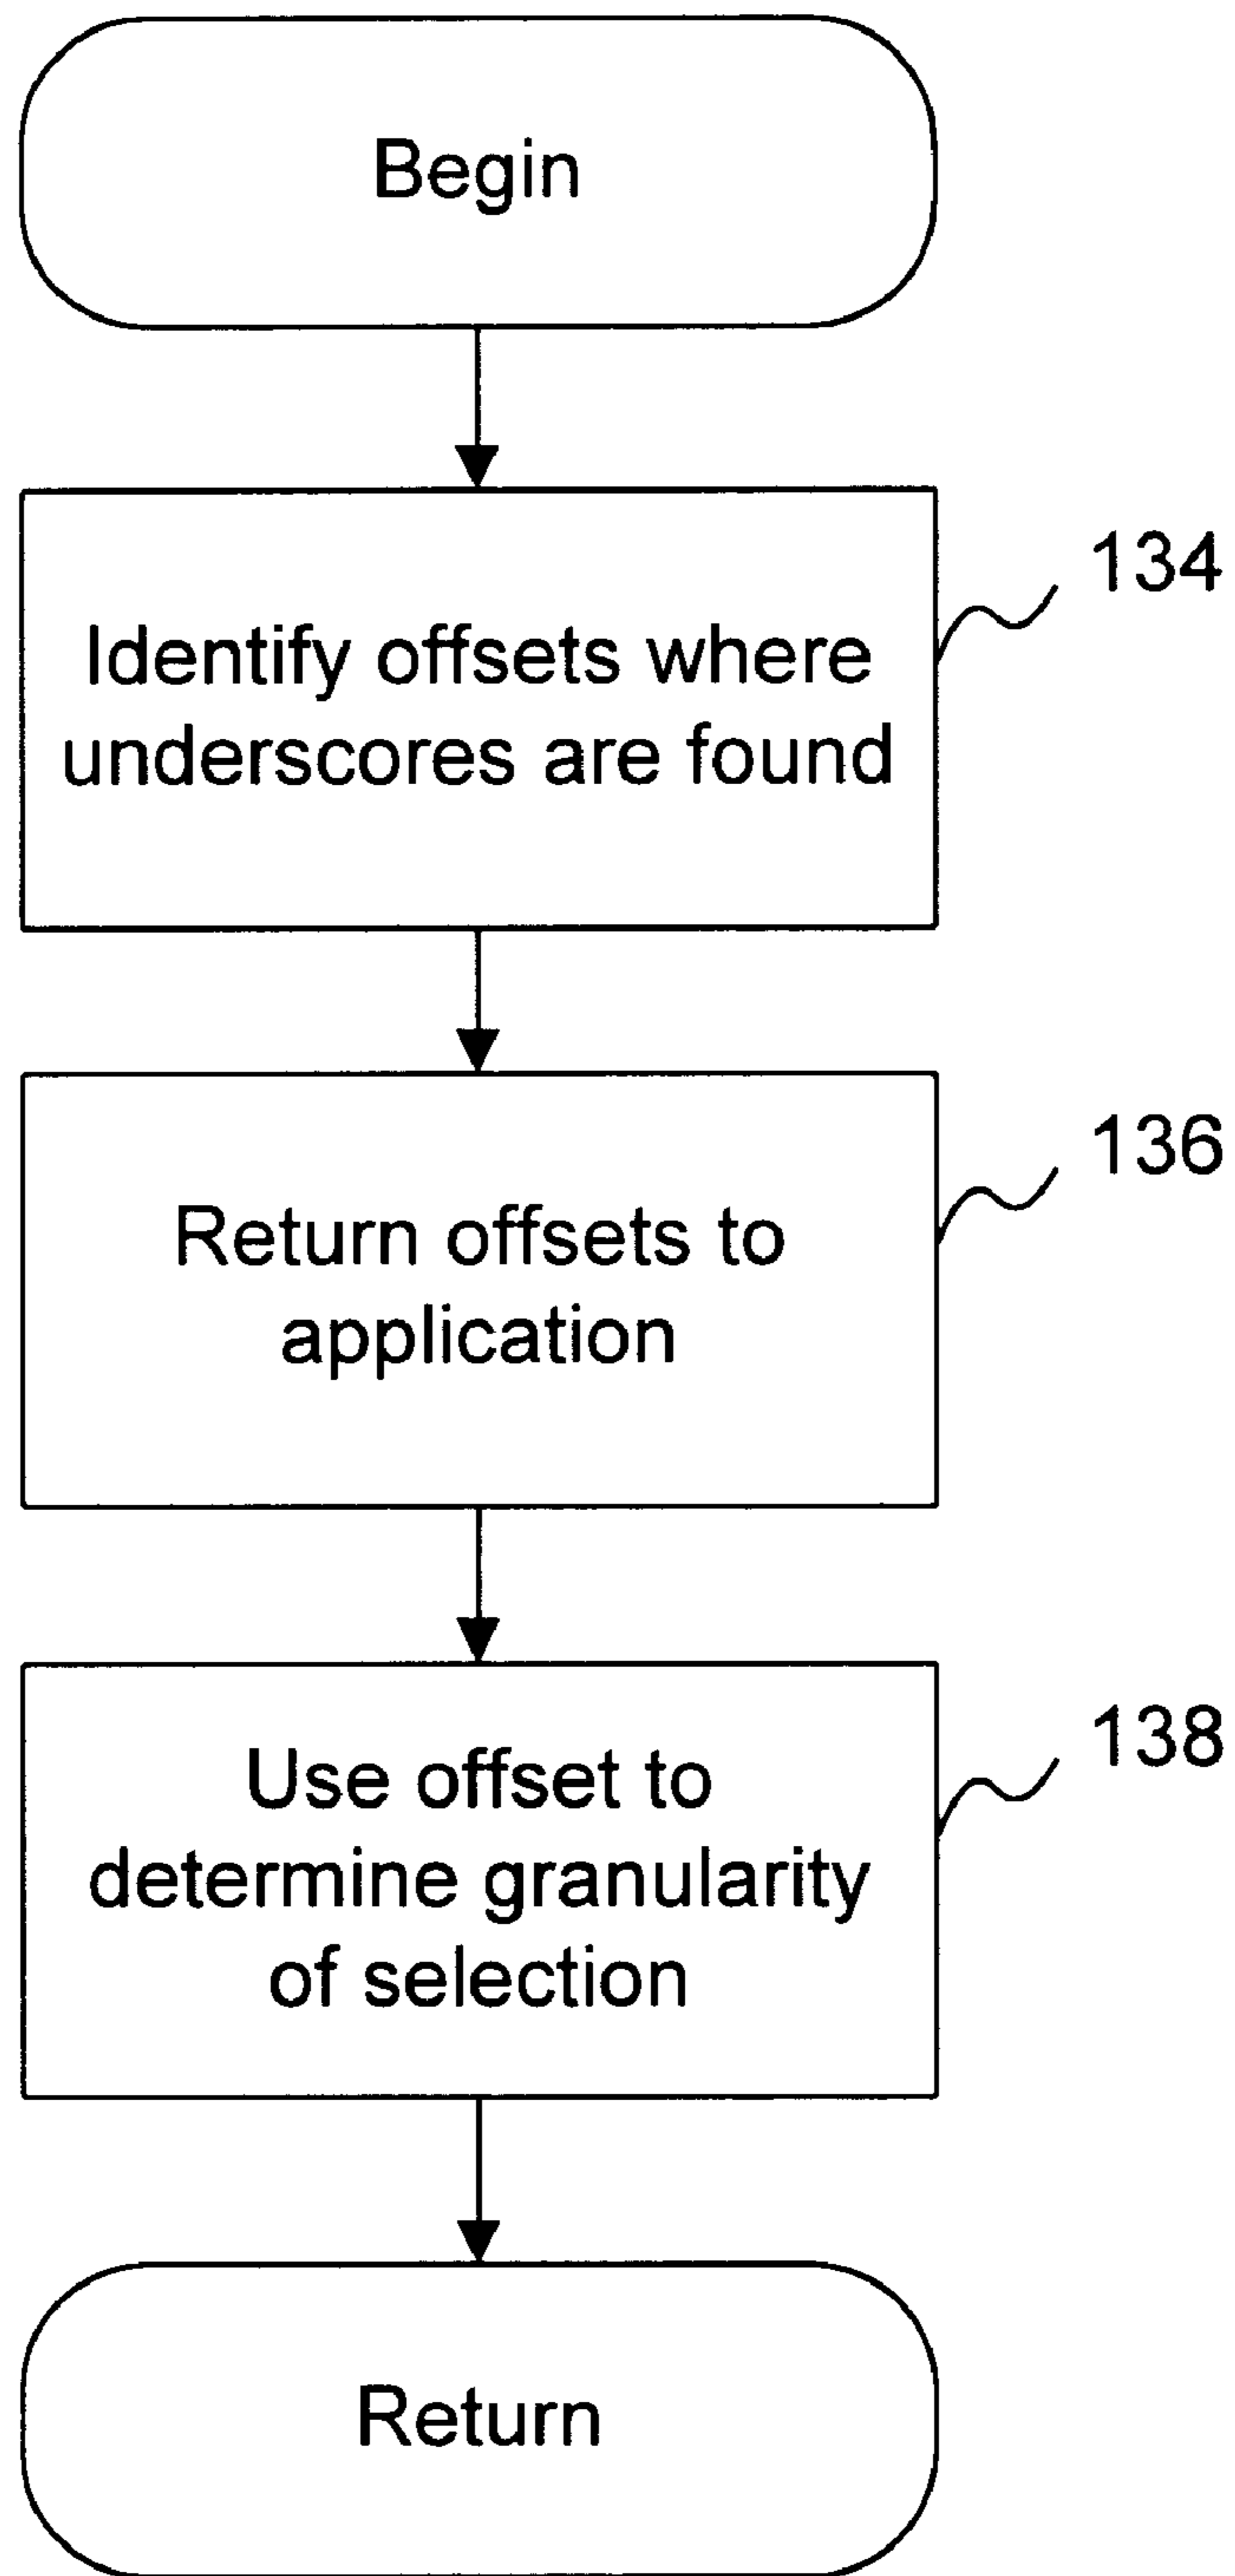 Begin
134
Identify offsets where
underscores are found
136
Return offsets to
application
138
Use offset to
determine granularity
of selection
Return